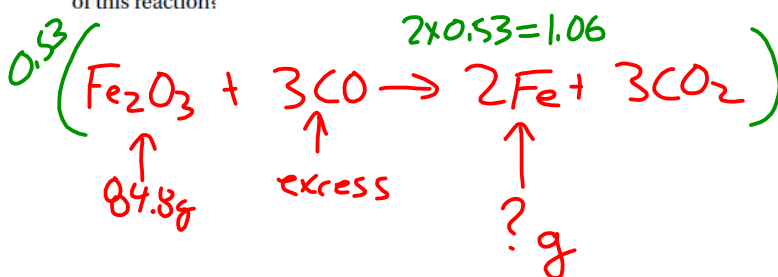 of this reaction?
2x0.53=1.06
0.53 ( Fe₂O₃ + 3CO → 2Fe + 3CO₂ )
84.8g
excess
? g